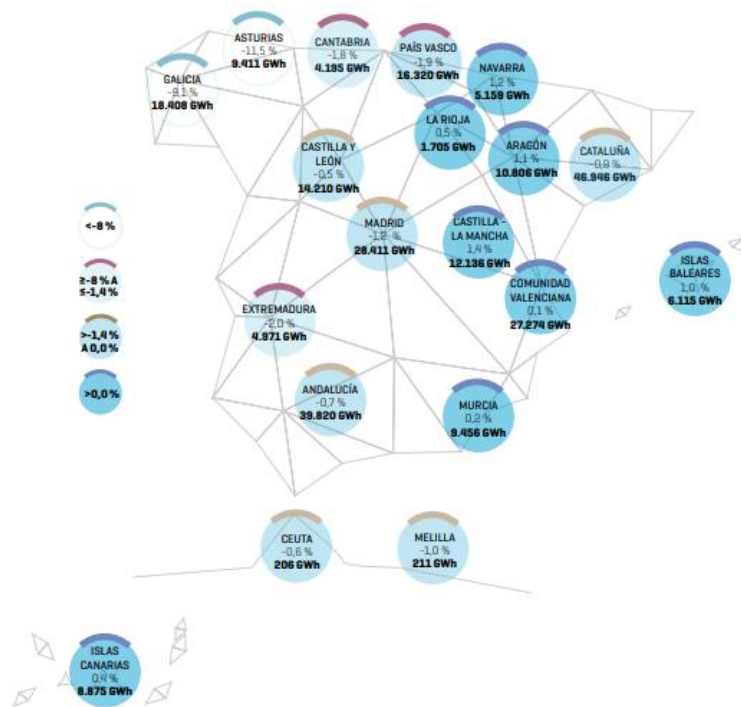 ASTURIAS
-11,5 %
9.411 GWh
CANTABRIA
-1,8 %
4.195 GWh
PAÍS VASCO
-1,9 %
16.320 GWh
GALICIA
-9,1 %
18.408 GWh
NAVARRA
1,2 %
5.159 GWh
LA RIOJA
0,5 %
1.705 GWh
ARAGÓN
1,1 %
10.806 GWh
CATALUÑA
-0,9 %
46.946 GWh
CASTILLA Y
LEÓN
-0,5 %
14.210 GWh
MADRID
-1,2 %
28.411 GWh
CASTILLA -
LA MANCHA
1,4 %
12.136 GWh
ISLAS
BALEARES
1,0 %
6.115 GWh
COMUNIDAD
VALENCIANA
0,1 %
27.274 GWh
EXTREMADURA
-2,0 %
4.971 GWh
ANDALUCÍA
-0,7 %
39.820 GWh
MURCIA
0,2 %
9.456 GWh
<-8 %
≥-8 % A
≤-1,4 %
>-1,4 %
A 0,0 %
>0,0 %
CEUTA
-0,6 %
206 GWh
MELILLA
-1,0 %
211 GWh
ISLAS
CANARIAS
0,4 %
8.875 GWh